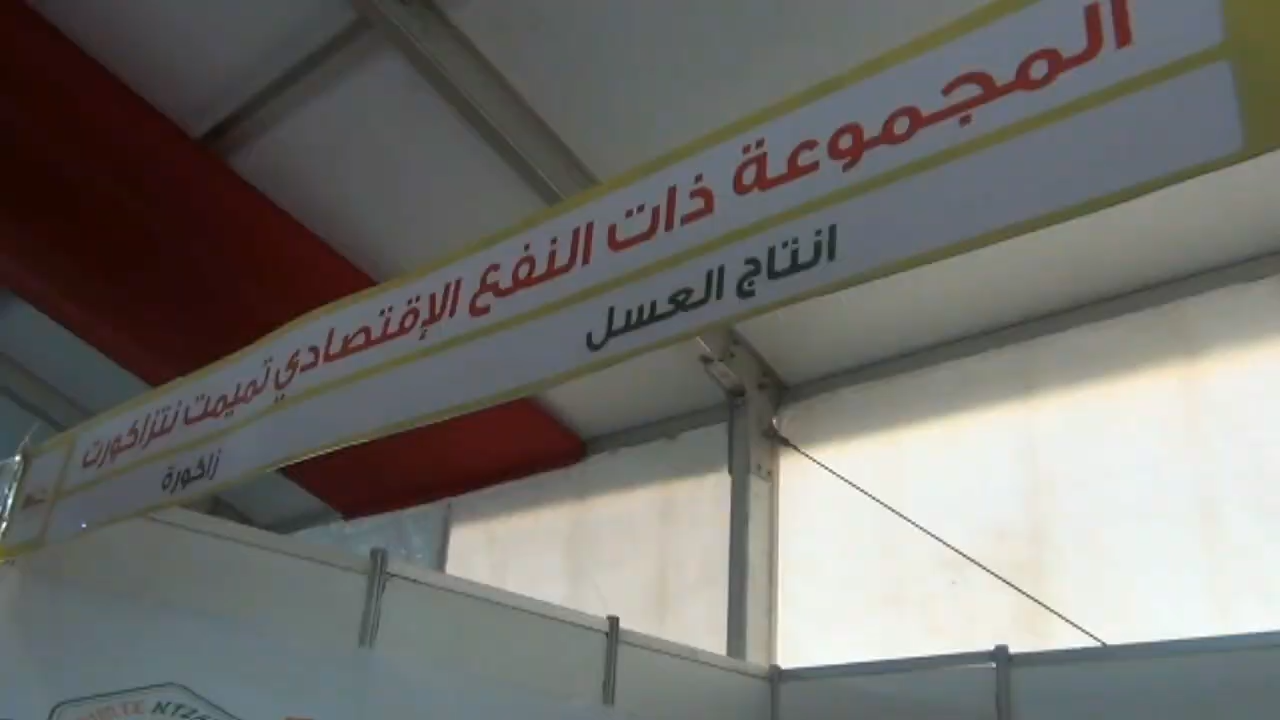 المجموعة ذات النفع الإقتصادي تميمت نتزاكورت
انتاج العسل
زاكورة